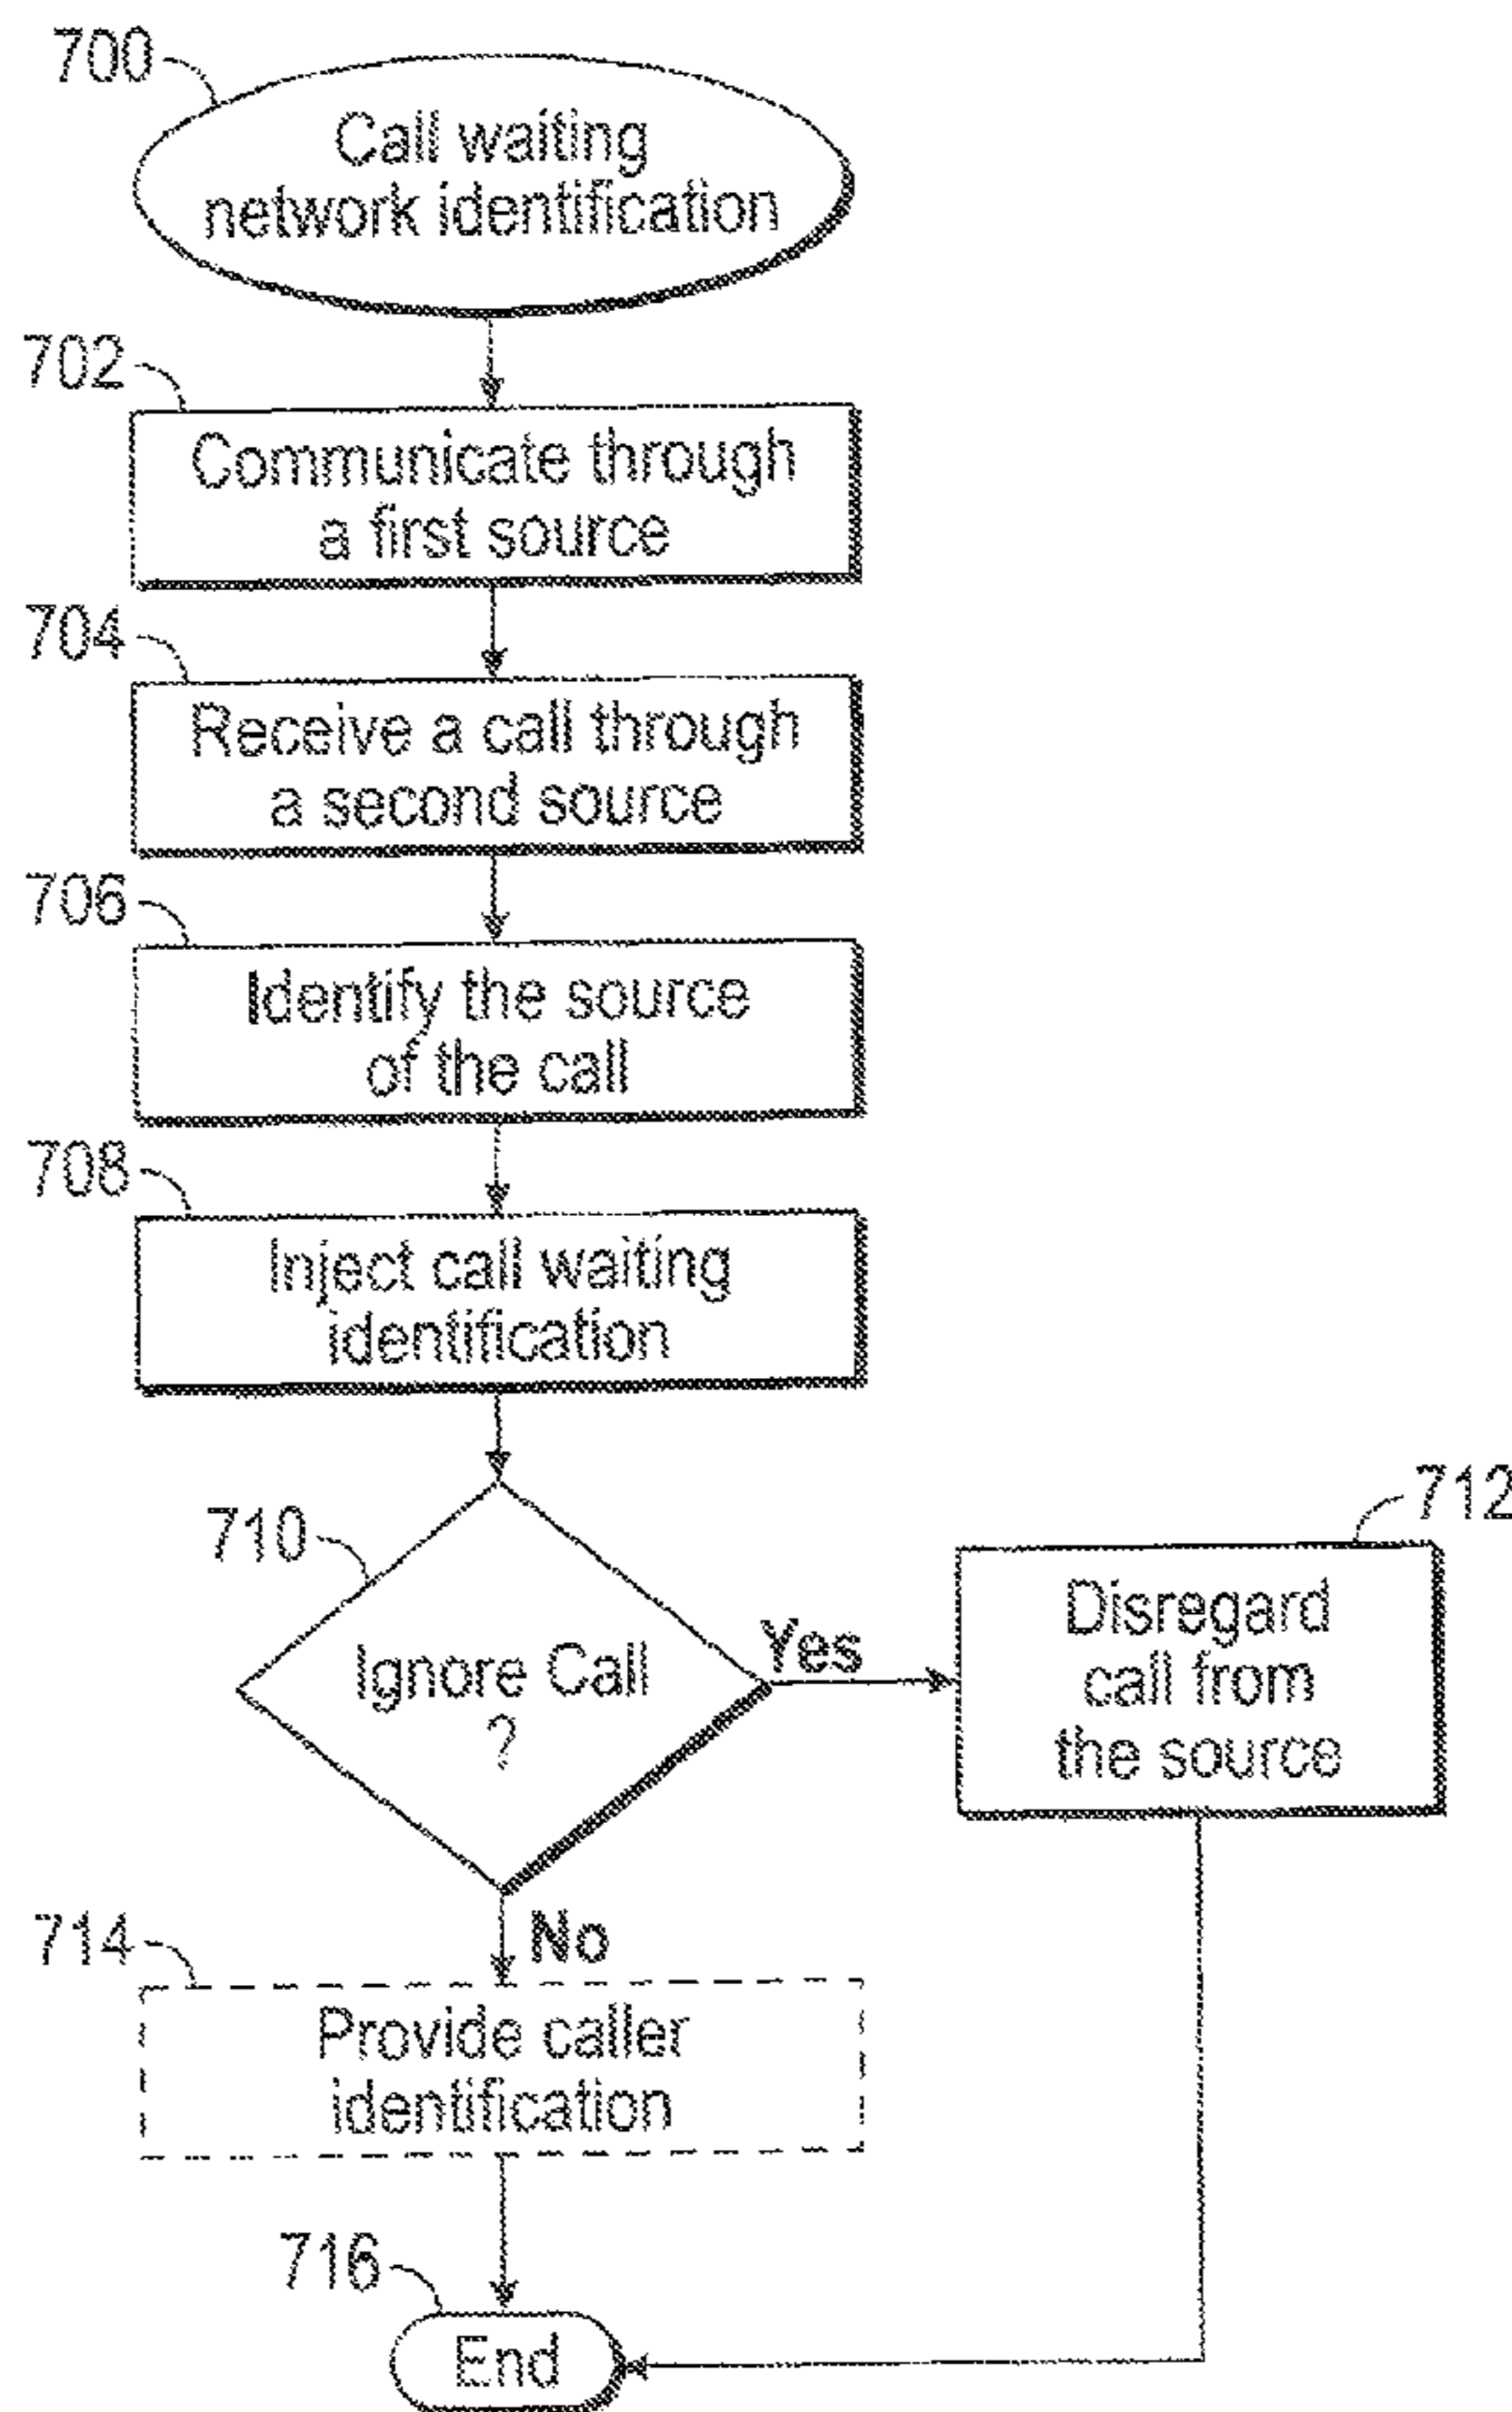 700
Call waiting
network identification
702
Communicate through
a first source
704
Receive a call through
a second source
706
Identify the source
of the call
708
Inject call waiting
identification
710
Ignore Call
?
Yes
712
Disregard
call from
the source
No
714
Provide caller
identification
716
End